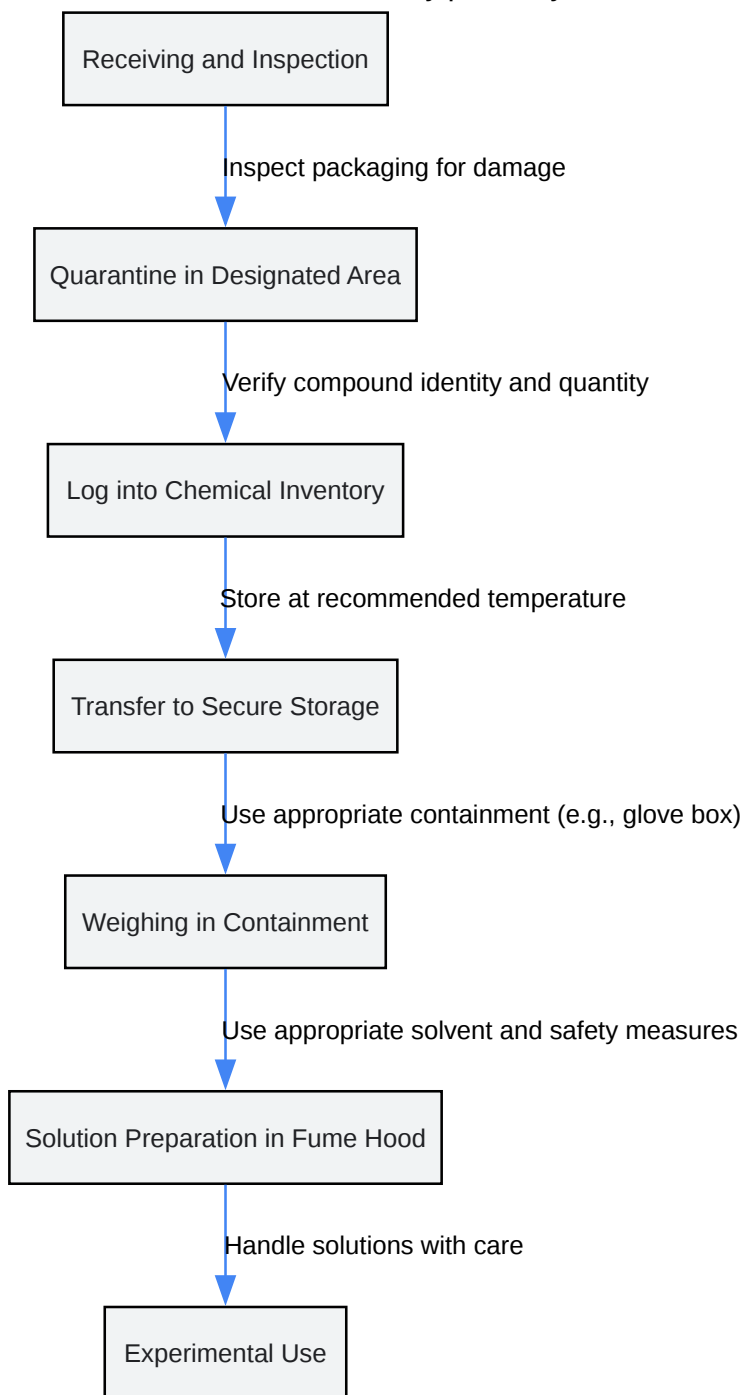 Receiving and Inspection
Inspect packaging for damage
Quarantine in Designated Area
Verify compound identity and quantity
Log into Chemical Inventory
Store at recommended temperature
Transfer to Secure Storage
Use appropriate containment (e.g., glove box)
Weighing in Containment
Use appropriate solvent and safety measures
Solution Preparation in Fume Hood
Handle solutions with care
Experimental Use